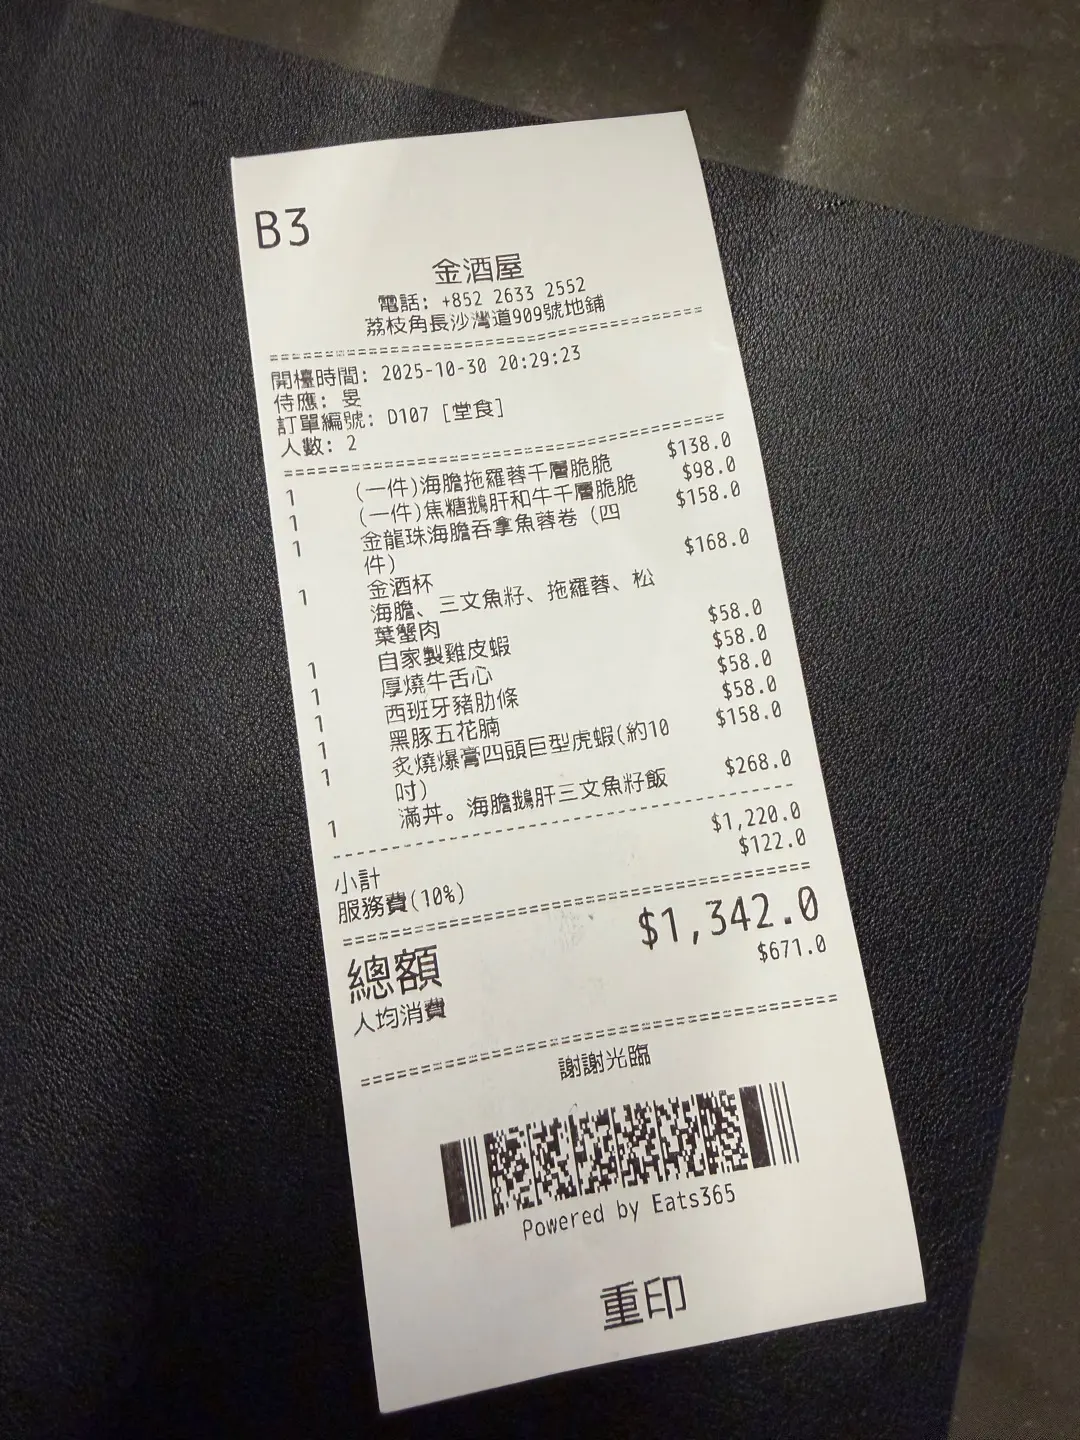 B3
金酒屋
電話: +852 2633 2552
荔枝角長沙灣道909號地鋪
開檯時間: 2025-10-30 20:29:23
侍應: 旻
訂單編號: D107 [堂食]
人數: 2
1 (一件)海膽拖羅蓉千層脆脆 $138.0
1 (一件)焦糖鵝肝和牛千層脆脆 $98.0
1 金龍珠海膽吞拿魚蓉卷 (四 $158.0
件)
1 金酒杯 $168.0
海膽、三文魚籽、拖羅蓉、松
葉蟹肉
1 自家製雞皮蝦 $58.0
1 厚燒牛舌心 $58.0
1 西班牙豬肋條 $58.0
1 黑豚五花腩 $58.0
1 炙燒爆膏四頭巨型虎蝦(約10 $158.0
吋)
1 滿丼。海膽鵝肝三文魚籽飯 $268.0
小計 $1,220.0
服務費(10%) $122.0
總額 $1,342.0
人均消費 $671.0
謝謝光臨
Powered by Eats365
重印